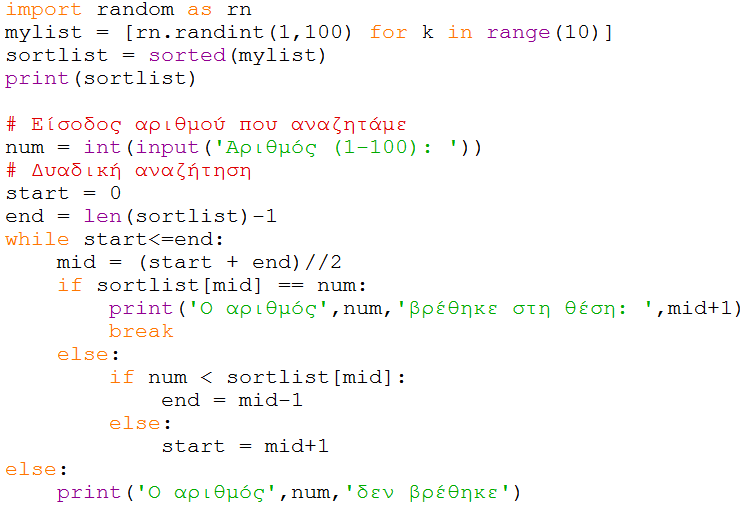 import random as rn
mylist = [rn.randint(1,100) for k in range(10)]
sortlist = sorted(mylist)
print(sortlist)

# Είσοδος αριθμού που αναζητάμε
num = int(input('Αριθμός (1-100): '))
# Δυαδική αναζήτηση
start = 0
end = len(sortlist)-1
while start<=end:
    mid = (start + end)//2
    if sortlist[mid] == num:
        print('Ο αριθμός',num,'βρέθηκε στη θέση: ',mid+1)
        break
    else:
        if num < sortlist[mid]:
            end = mid-1
        else:
            start = mid+1
else:
    print('Ο αριθμός',num,'δεν βρέθηκε')